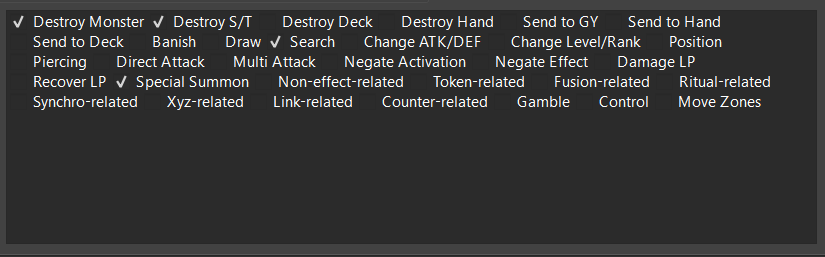 ✓ Destroy Monster ✓ Destroy S/T Destroy Deck Destroy Hand Send to GY Send to Hand
Send to Deck Banish Draw ✓ Search Change ATK/DEF Change Level/Rank Position
Piercing Direct Attack Multi Attack Negate Activation Negate Effect Damage LP
Recover LP ✓ Special Summon Non-effect-related Token-related Fusion-related Ritual-related
Synchro-related Xyz-related Link-related Counter-related Gamble Control Move Zones